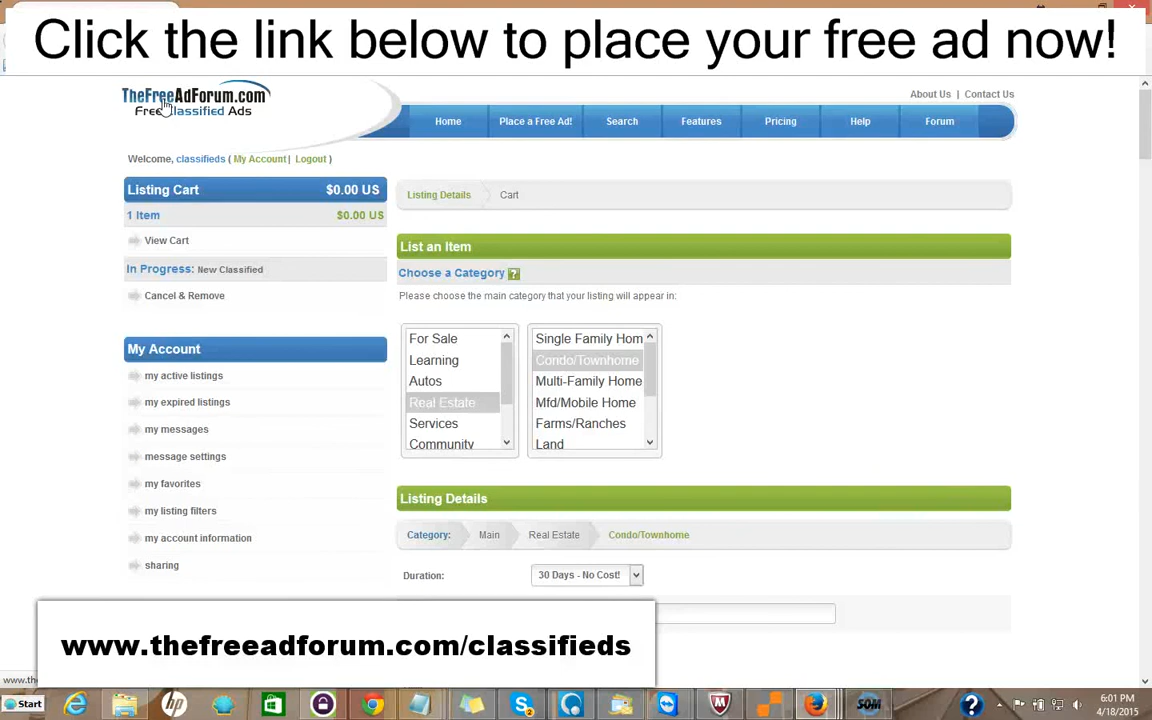 Click the link below to place your free ad now!
TheFreeAdForum.com
Free Classified Ads
About Us | Contact Us
Home Place a Free Ad! Search Features Pricing Help Forum
Welcome, classifieds ( My Account | Logout )
Listing Cart $0.00 US
1 Item $0.00 US
View Cart
In Progress: New Classified
Cancel & Remove
My Account
my active listings
my expired listings
my messages
message settings
my favorites
my listing filters
my account information
sharing
Listing Details Cart
List an Item
Choose a Category ?
Please choose the main category that your listing will appear in:
For Sale
Learning
Autos
Real Estate
Services
Community
Single Family Hom
Condo/Townhome
Multi-Family Home
Mfd/Mobile Home
Farms/Ranches
Land
Listing Details
Category: Main Real Estate Condo/Townhome
Duration: 30 Days - No Cost!
www.thefreeadforum.com/classifieds
www.th
Start
hp
S 2
SOM
?
6:01 PM
4/18/2015